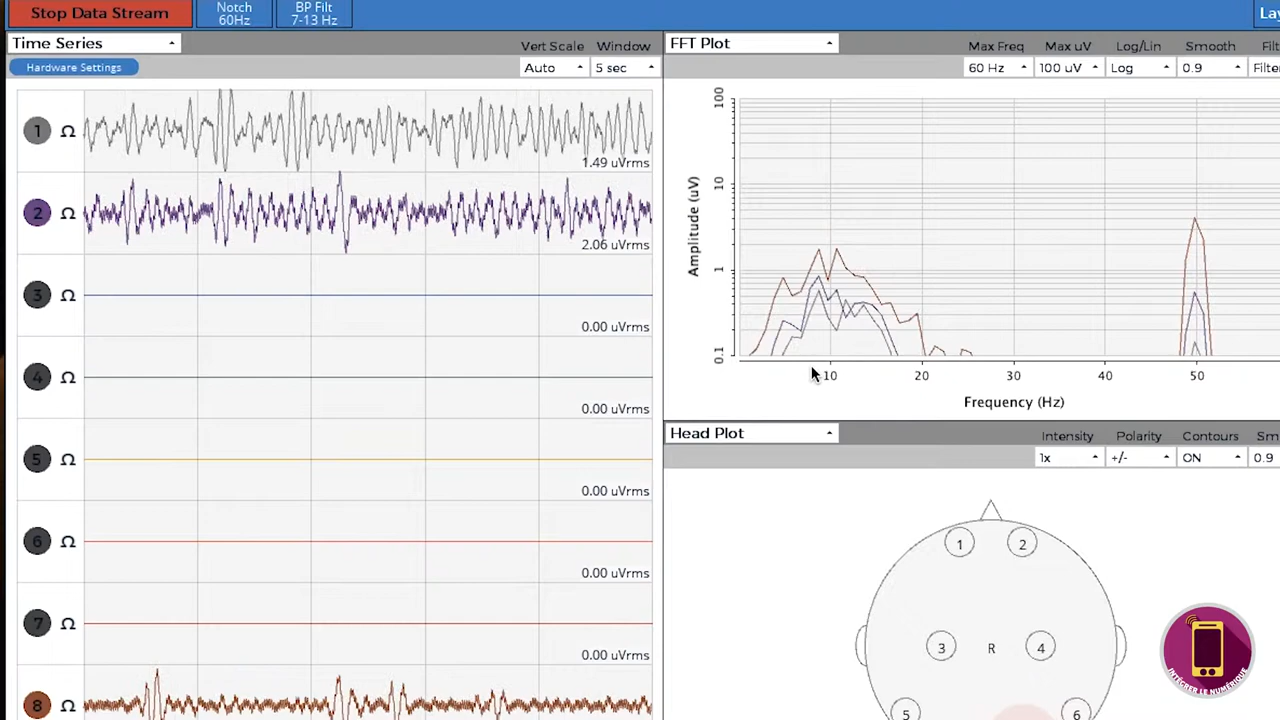 Stop Data Stream
Notch
60Hz
BP Filt
7-13 Hz
Lay
Time Series
Vert Scale
Window
Hardware Settings
Auto
5 sec
1 Ω
1.49 uVrms
2 Ω
2.06 uVrms
3 Ω
0.00 uVrms
4 Ω
0.00 uVrms
5 Ω
0.00 uVrms
6 Ω
0.00 uVrms
7 Ω
0.00 uVrms
8 Ω
FFT Plot
Max Freq
Max uV
Log/Lin
Smooth
Filt
60 Hz
100 uV
Log
0.9
Filter
100
10
1
0.1
Amplitude (uV)
10
20
30
40
50
Frequency (Hz)
Head Plot
Intensity
Polarity
Contours
Sm
1x
+/-
ON
0.9
1
2
3
R
4
5
6
INTÉGRER LE NUMÉRIQUE